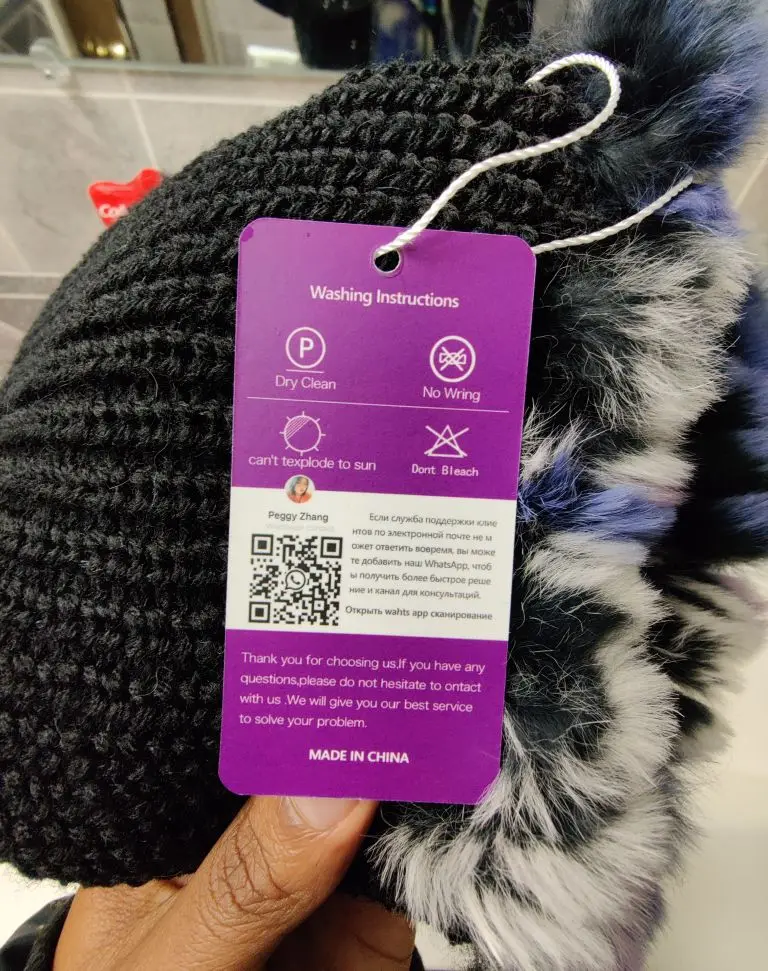 Washing Instructions
P
Dry Clean
No Wring
can't texplode to sun
Dont Bleach
Peggy Zhang
Если служба поддержки клие
нтов по электронной почте не м
ожет ответить вовремя, вы може
те добавить наш WhatsApp, чтоб
ы получить более быстрое реше
ние и канал для консультаций.
Открыть wahts app сканирование
Thank you for choosing us,If you have any
questions,please do not hesitate to ontact
with us .We will give you our best service
to solve your problem.
MADE IN CHINA